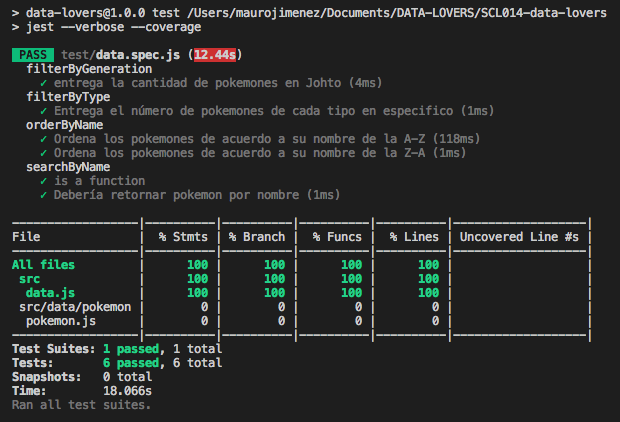 > data-lovers@1.0.0 test /Users/maurojimenez/Documents/DATA-LOVERS/SCL014-data-lovers
> jest --verbose --coverage
PASS test/data.spec.js (12.44s)
filterByGeneration
✓ entrega la cantidad de pokemones en Johto (4ms)
filterByType
✓ Entrega el número de pokemones de cada tipo en especifico (1ms)
orderByName
✓ Ordena los pokemones de acuerdo a su nombre de la A-Z (118ms)
✓ Ordena los pokemones de acuerdo a su nombre de la Z-A (1ms)
searchByName
✓ is a function
✓ Debería retornar pokemon por nombre (1ms)
File | % Stmts | % Branch | % Funcs | % Lines | Uncovered Line #s |
All files | 100 | 100 | 100 | 100 | |
src | 100 | 100 | 100 | 100 | |
data.js | 100 | 100 | 100 | 100 | |
src/data/pokemon | 0 | 0 | 0 | 0 | |
pokemon.js | 0 | 0 | 0 | 0 | |
Test Suites: 1 passed, 1 total
Tests: 6 passed, 6 total
Snapshots: 0 total
Time: 18.066s
Ran all test suites.